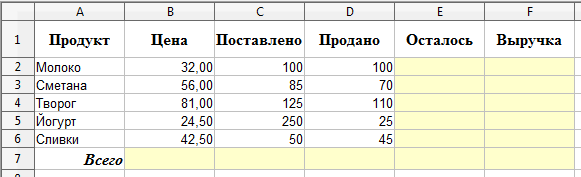 A B C D E F
1 Продукт Цена Поставлено Продано Осталось Выручка
2 Молоко 32,00 100 100
3 Сметана 56,00 85 70
4 Творог 81,00 125 110
5 Йогурт 24,50 250 25
6 Сливки 42,50 50 45
7 Всего